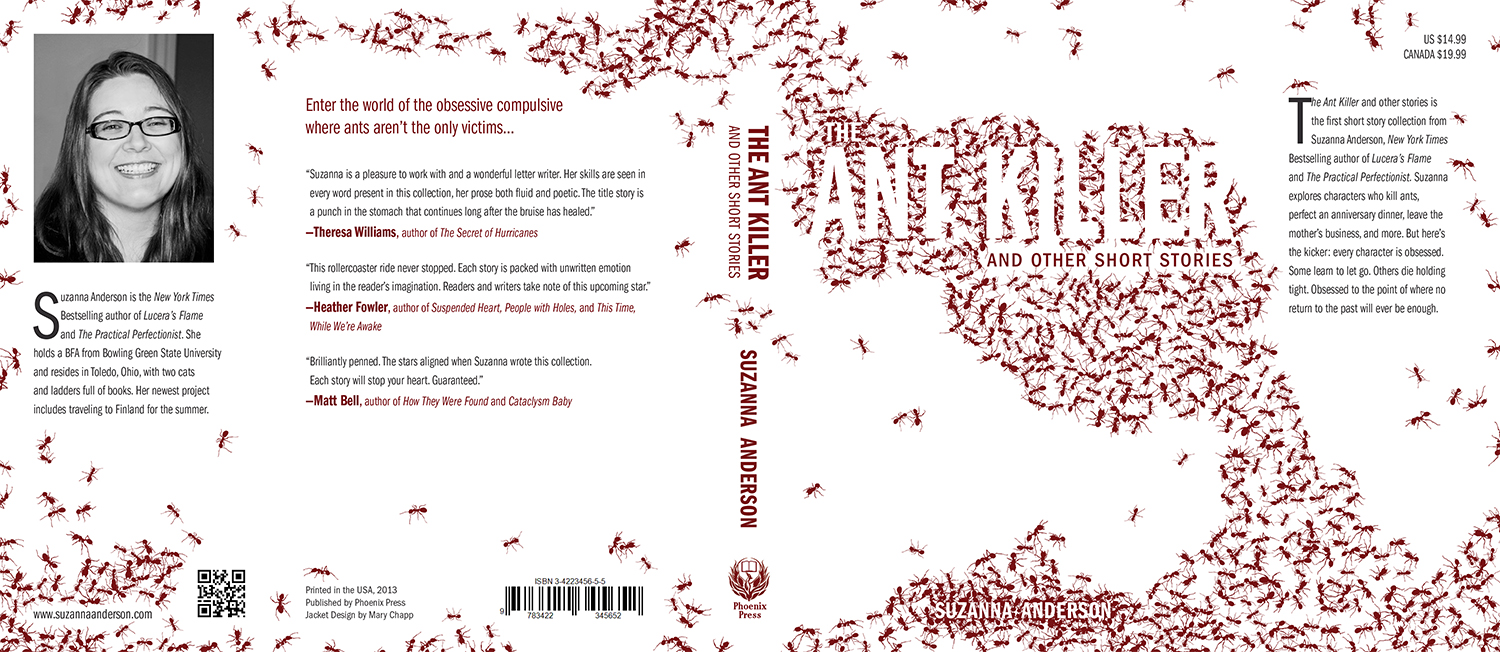 Suzanna Anderson is the New York Times
Bestselling author of Lucera's Flame
and The Practical Perfectionist. She
holds a BFA from Bowling Green State University
and resides in Toledo, Ohio, with two cats
and ladders full of books. Her newest project
includes traveling to Finland for the summer.
www.suzannaanderson.com
Enter the world of the obsessive compulsive
where ants aren't the only victims...
“Suzanna is a pleasure to work with and a wonderful letter writer. Her skills are seen in
every word present in this collection, her prose both fluid and poetic. The title story is
a punch in the stomach that continues long after the bruise has healed.”
—Theresa Williams, author of The Secret of Hurricanes
“This rollercoaster ride never stopped. Each story is packed with unwritten emotion
living in the reader's imagination. Readers and writers take note of this upcoming star.”
—Heather Fowler, author of Suspended Heart, People with Holes, and This Time,
While We're Awake
“Brilliantly penned. The stars aligned when Suzanna wrote this collection.
Each story will stop your heart. Guaranteed.”
—Matt Bell, author of How They Were Found and Cataclysm Baby
Printed in the USA, 2013
Published by Phoenix Press
Jacket Design by Mary Chapp
ISBN 3-4223456-5-5
9 783422 345652
THE ANT KILLER
AND OTHER SHORT STORIES
SUZANNA ANDERSON
Phoenix
Press
THE
ANT KILLER
AND OTHER SHORT STORIES
SUZANNA ANDERSON
US $14.99
CANADA $19.99
The Ant Killer and other stories is
the first short story collection from
Suzanna Anderson, New York Times
Bestselling author of Lucera's Flame
and The Practical Perfectionist. Suzanna
explores characters who kill ants,
perfect an anniversary dinner, leave the
mother's business, and more. But here's
the kicker: every character is obsessed.
Some learn to let go. Others die holding
tight. Obsessed to the point of where no
return to the past will ever be enough.